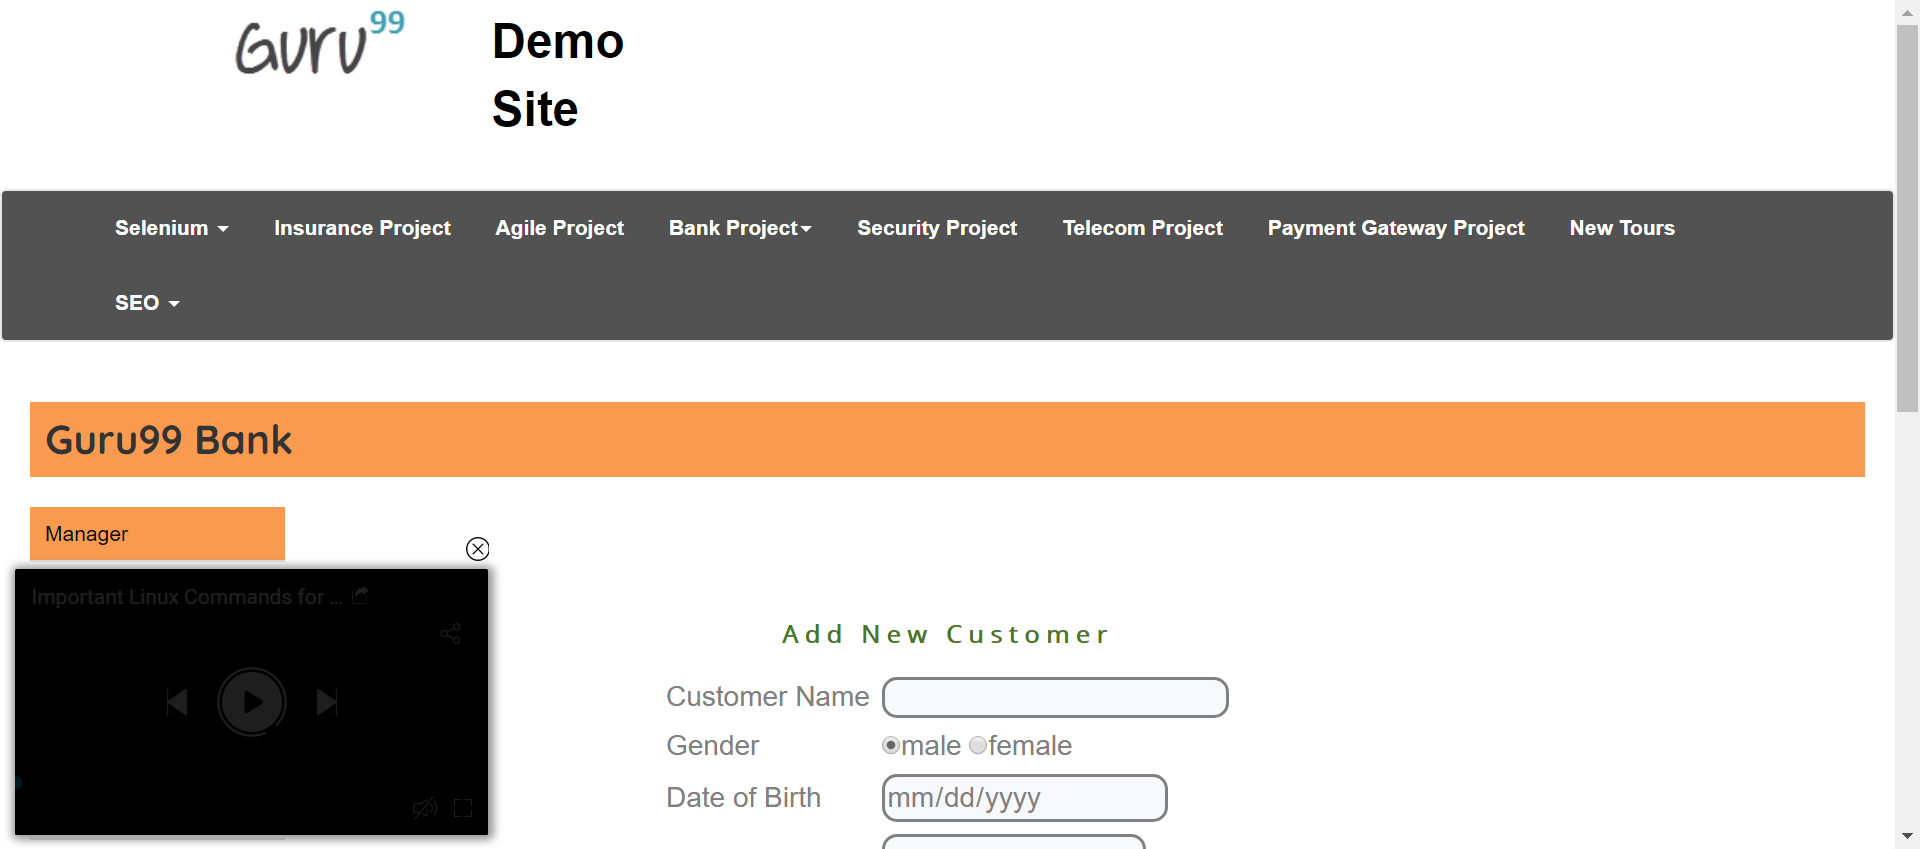 Guru99
Demo
Site
Selenium Insurance Project Agile Project Bank Project Security Project Telecom Project Payment Gateway Project New Tours
SEO
Guru99 Bank
Manager
Important Linux Commands for ...
Add New Customer
Customer Name
Gender male female
Date of Birth mm/dd/yyyy